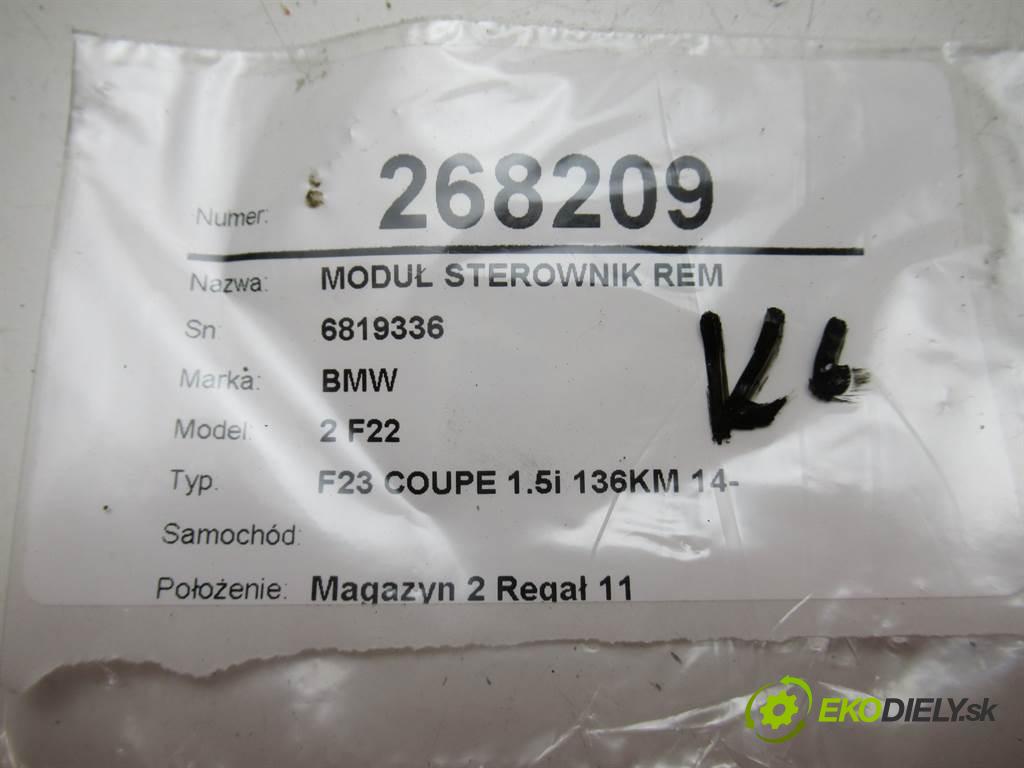 Numer: 268209
Nazwa: MODUŁ STEROWNIK REM
Sn: 6819336
Marka: BMW
Model: 2 F22
Typ. F23 COUPE 1.5i 136KM 14-
Samochód:
Położenie: Magazyn 2 Regał 11
EKODIELY.sk